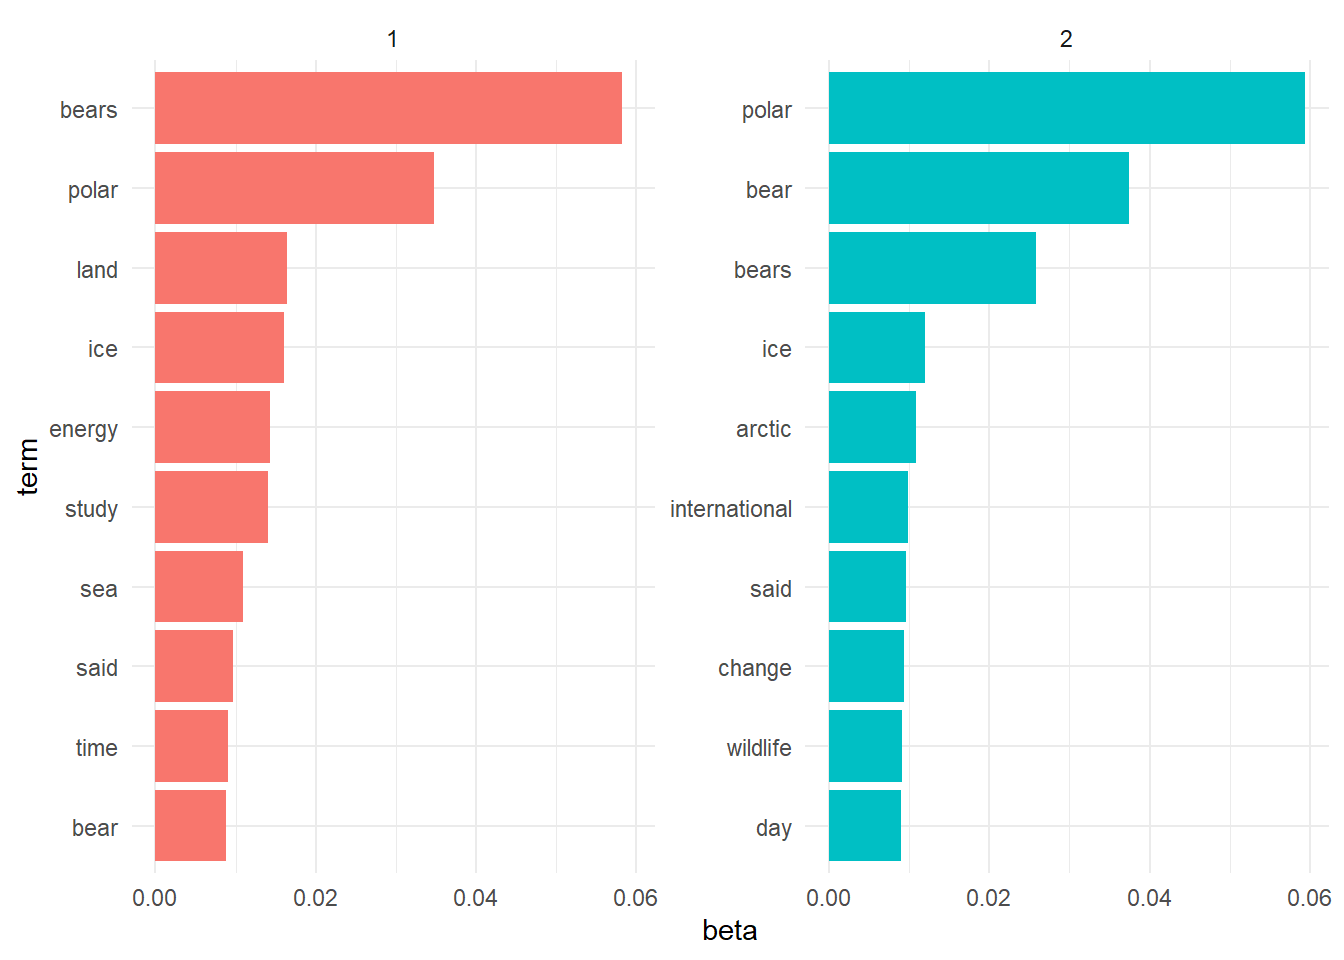 1
bears
polar
land
ice
energy
study
sea
said
time
bear
0.00 0.02 0.04 0.06
2
polar
bear
bears
ice
arctic
international
said
change
wildlife
day
0.00 0.02 0.04 0.06
term
beta